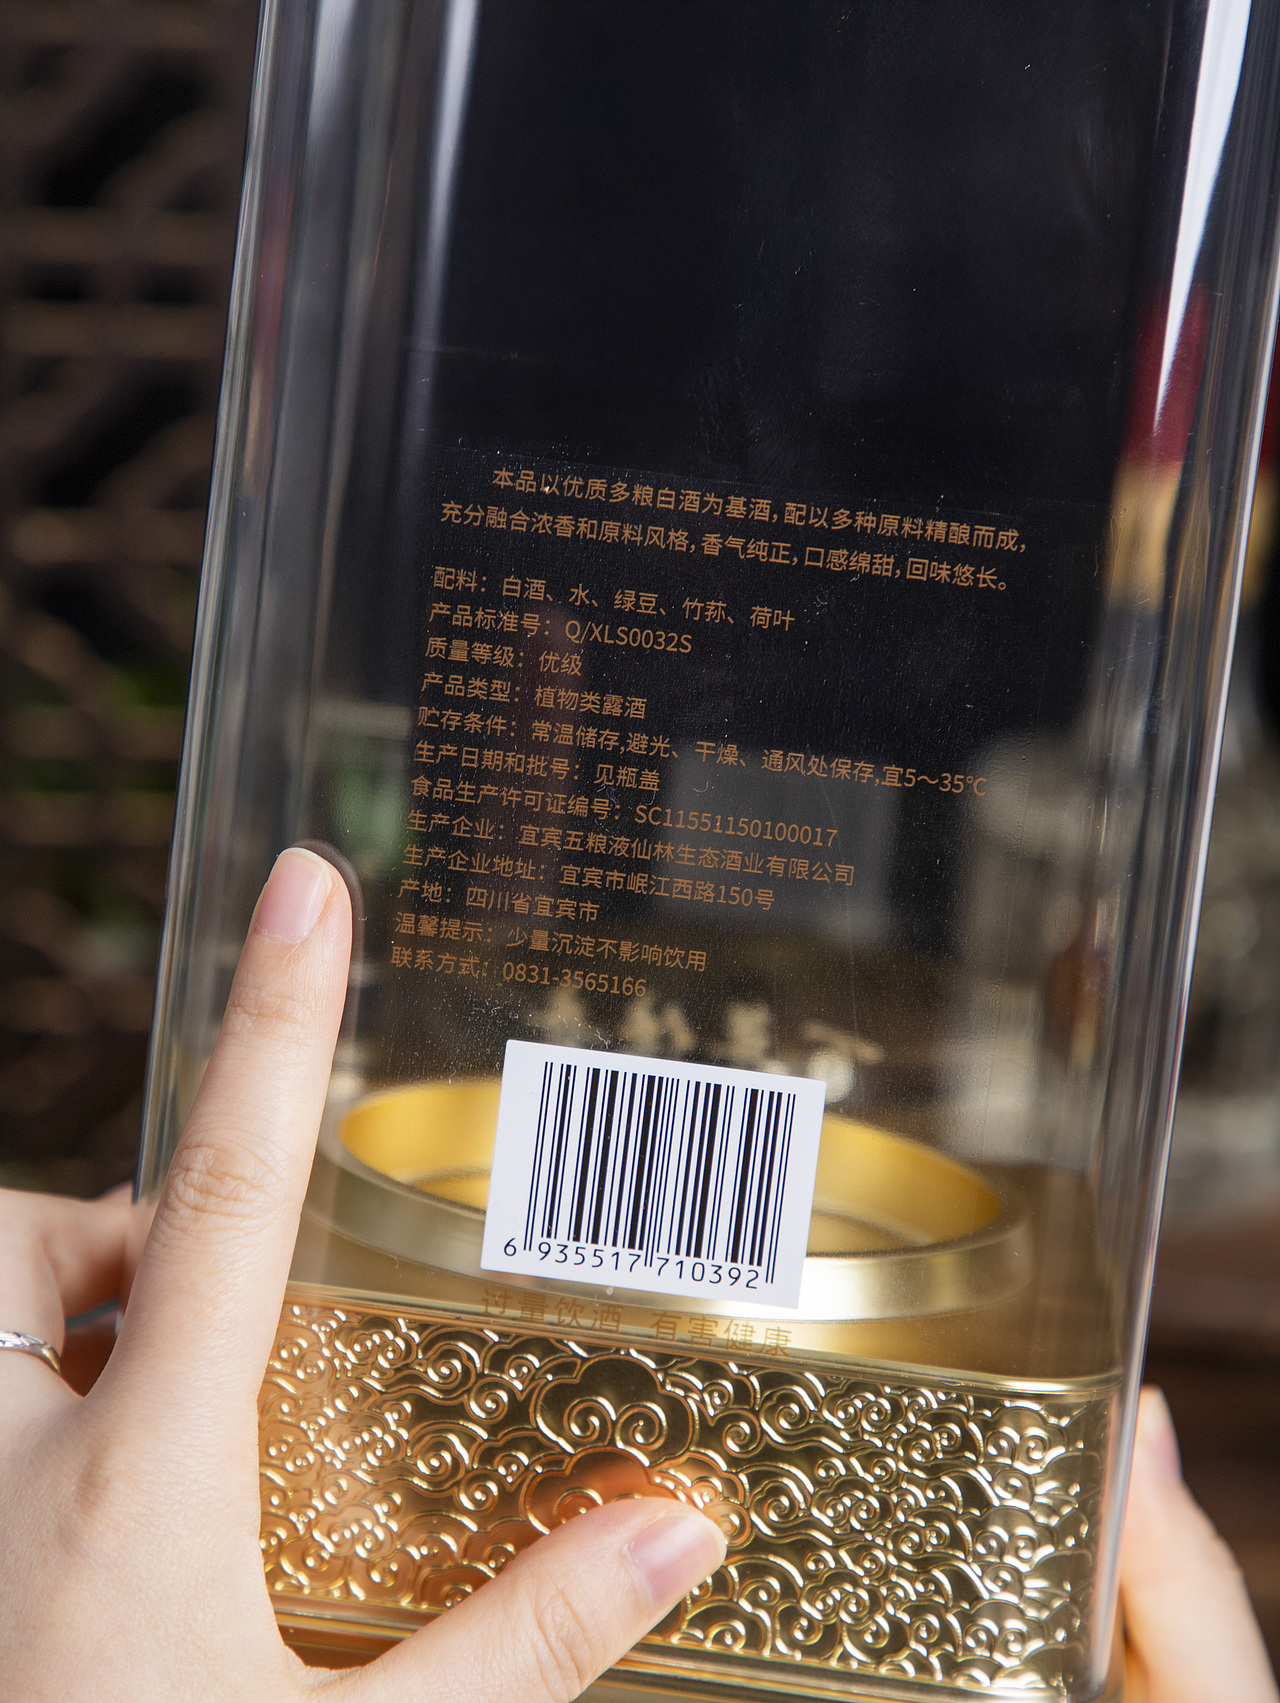 本品以优质多粮白酒为基酒，配以多种原料精酿而成，
充分融合浓香和原料风格，香气纯正，口感绵甜，回味悠长。
配料：白酒、水、绿豆、竹荪、荷叶
产品标准号：Q/XLS0032S
质量等级：优级
产品类型：植物类露酒
贮存条件：常温储存,避光、干燥、通风处保存,宜5～35℃
生产日期和批号：见瓶盖
食品生产许可证编号：SC11551150100017
生产企业：宜宾五粮液仙林生态酒业有限公司
生产企业地址：宜宾市岷江西路150号
产地：四川省宜宾市
温馨提示：少量沉淀不影响饮用
联系方式：0831-3565166
6 935517 710392
过量饮酒 有害健康